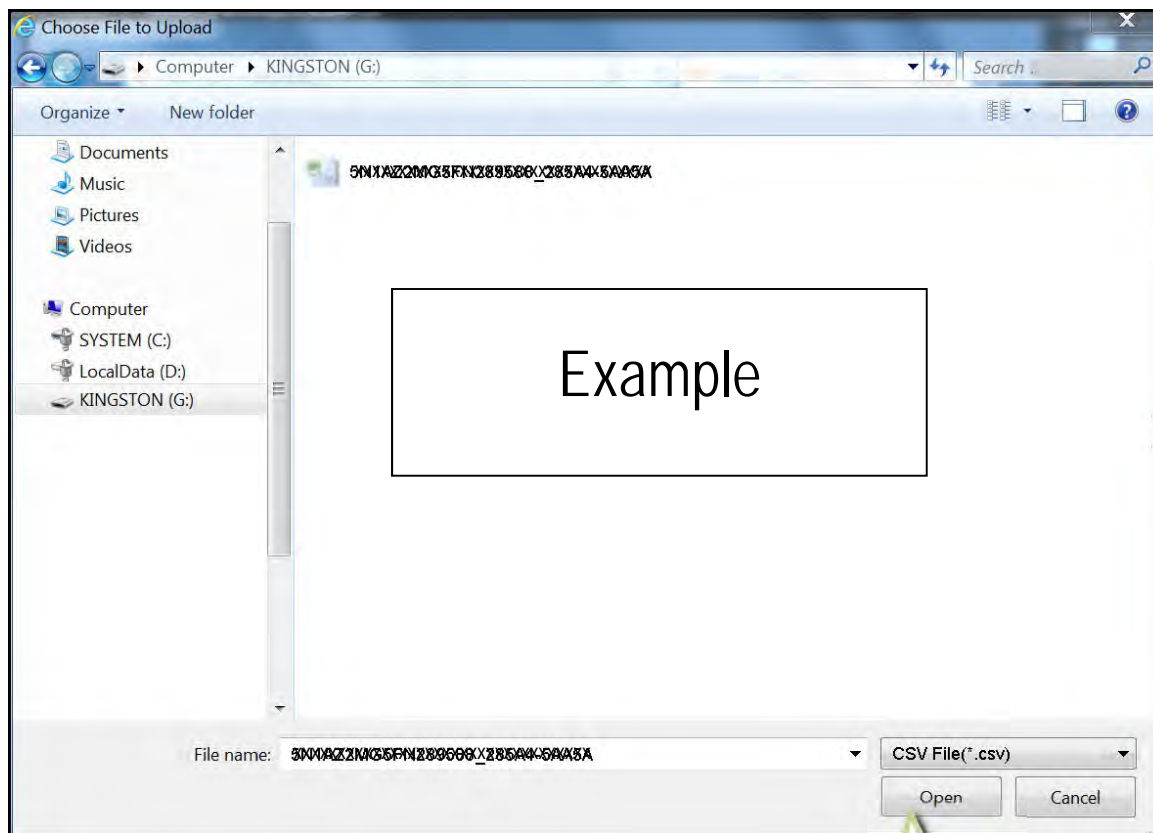 Choose File to Upload
Computer KINGSTON (G:)
Search ..
Organize
New folder
Documents
Music
Pictures
Videos
Computer
SYSTEM (C:)
LocalData (D:)
KINGSTON (G:)
Example
File name:
CSV File(*.csv)
Open
Cancel